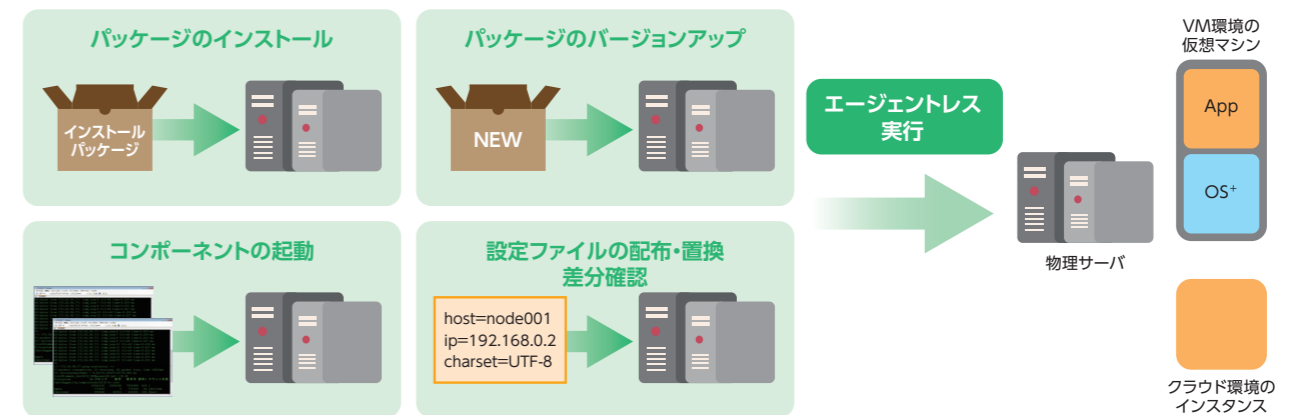 パッケージのインストール
インストール
パッケージ
パッケージのバージョンアップ
NEW
コンポーネントの起動
設定ファイルの配布・置換
差分確認
host=node001
ip=192.168.0.2
charset=UTF-8
エージェントレス
実行
物理サーバ
VM環境の
仮想マシン
App
OS+
クラウド環境の
インスタンス